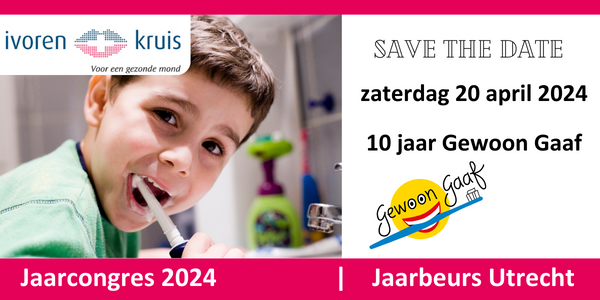 ivoren kruis
Voor een gezonde mond
SAVE THE DATE
zaterdag 20 april 2024
10 jaar Gewoon Gaaf
Gewoon Gaaf
Jaarcongres 2024 | Jaarbeurs Utrecht